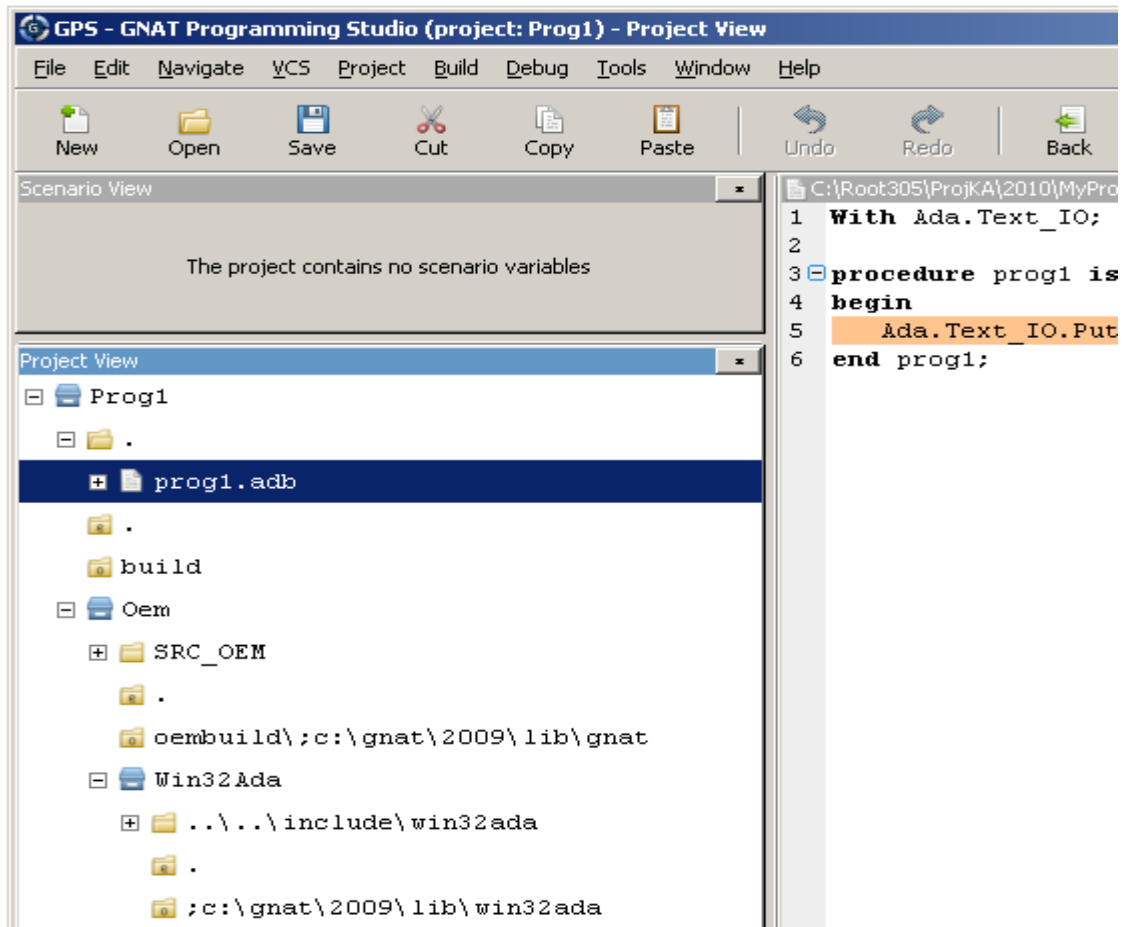 GPS - GNAT Programming Studio (project: Prog1) - Project View
File Edit Navigate VCS Project Build Debug Tools Window Help
New Open Save Cut Copy Paste Undo Redo Back
Scenario View
The project contains no scenario variables
Project View
Prog1
.
prog1.adb
.
build
Oem
SRC_OEM
.
oembuild\;c:\gnat\2009\lib\gnat
Win32Ada
..\..\include\win32ada
.
;c:\gnat\2009\lib\win32ada
C:\Root305\ProjKA\2010\MyPro
1 With Ada.Text_IO;
2
3 procedure prog1 is
4 begin
5 Ada.Text_IO.Put
6 end prog1;